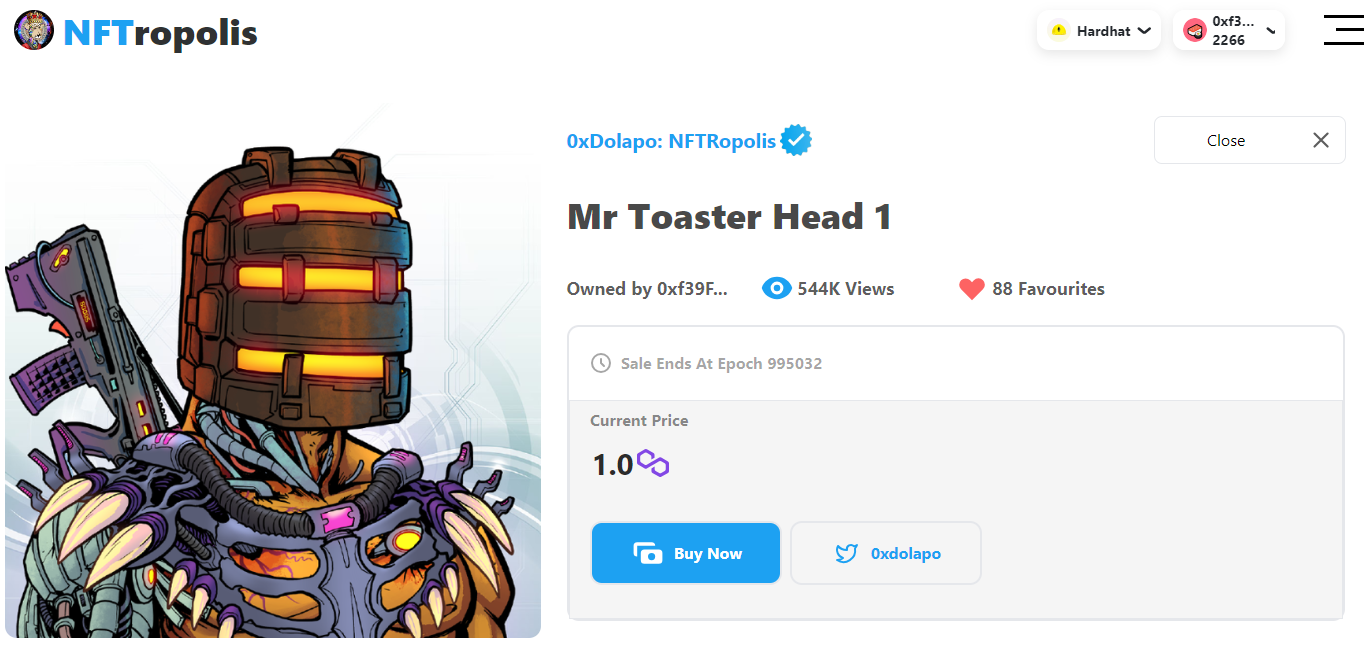 NFTropolis
Hardhat
0xf3...
2266
0xDolapo: NFTRopolis
Close
Mr Toaster Head 1
Owned by 0xf39F...
544K Views
88 Favourites
Sale Ends At Epoch 995032
Current Price
1.0
Buy Now
0xdolapo